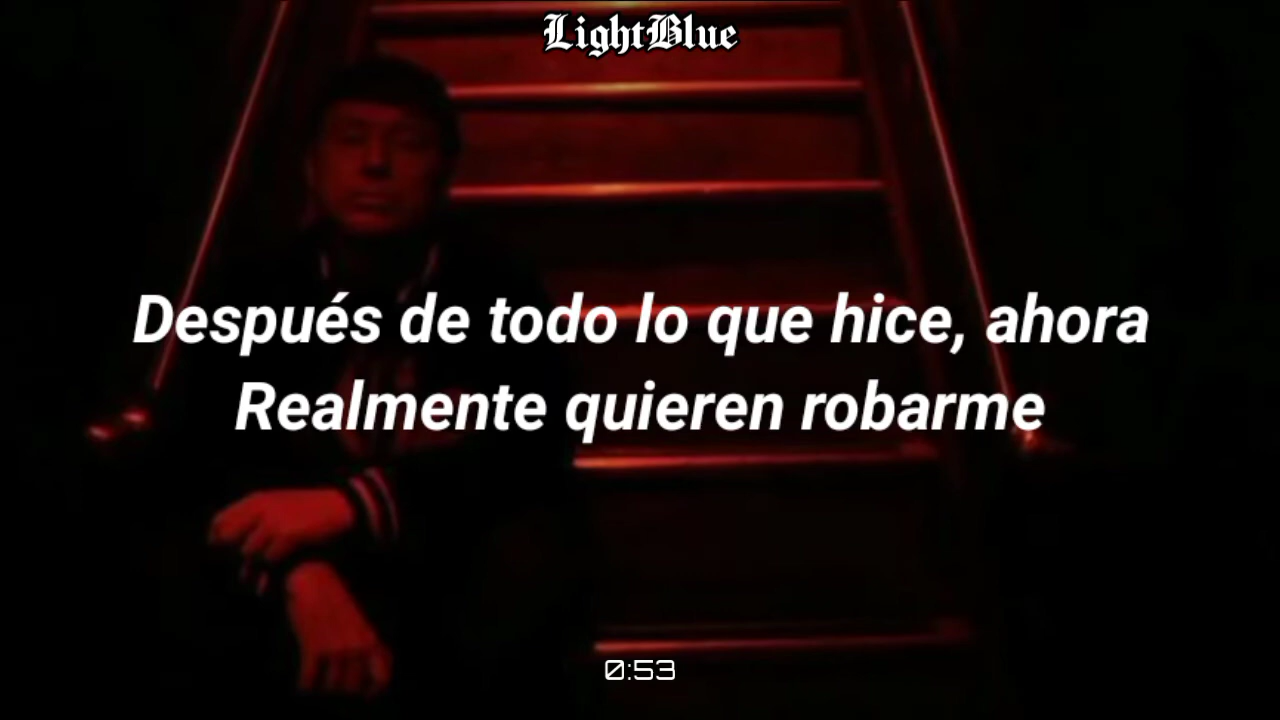 LightBlue
Después de todo lo que hice, ahora
Realmente quieren robarme
0:53